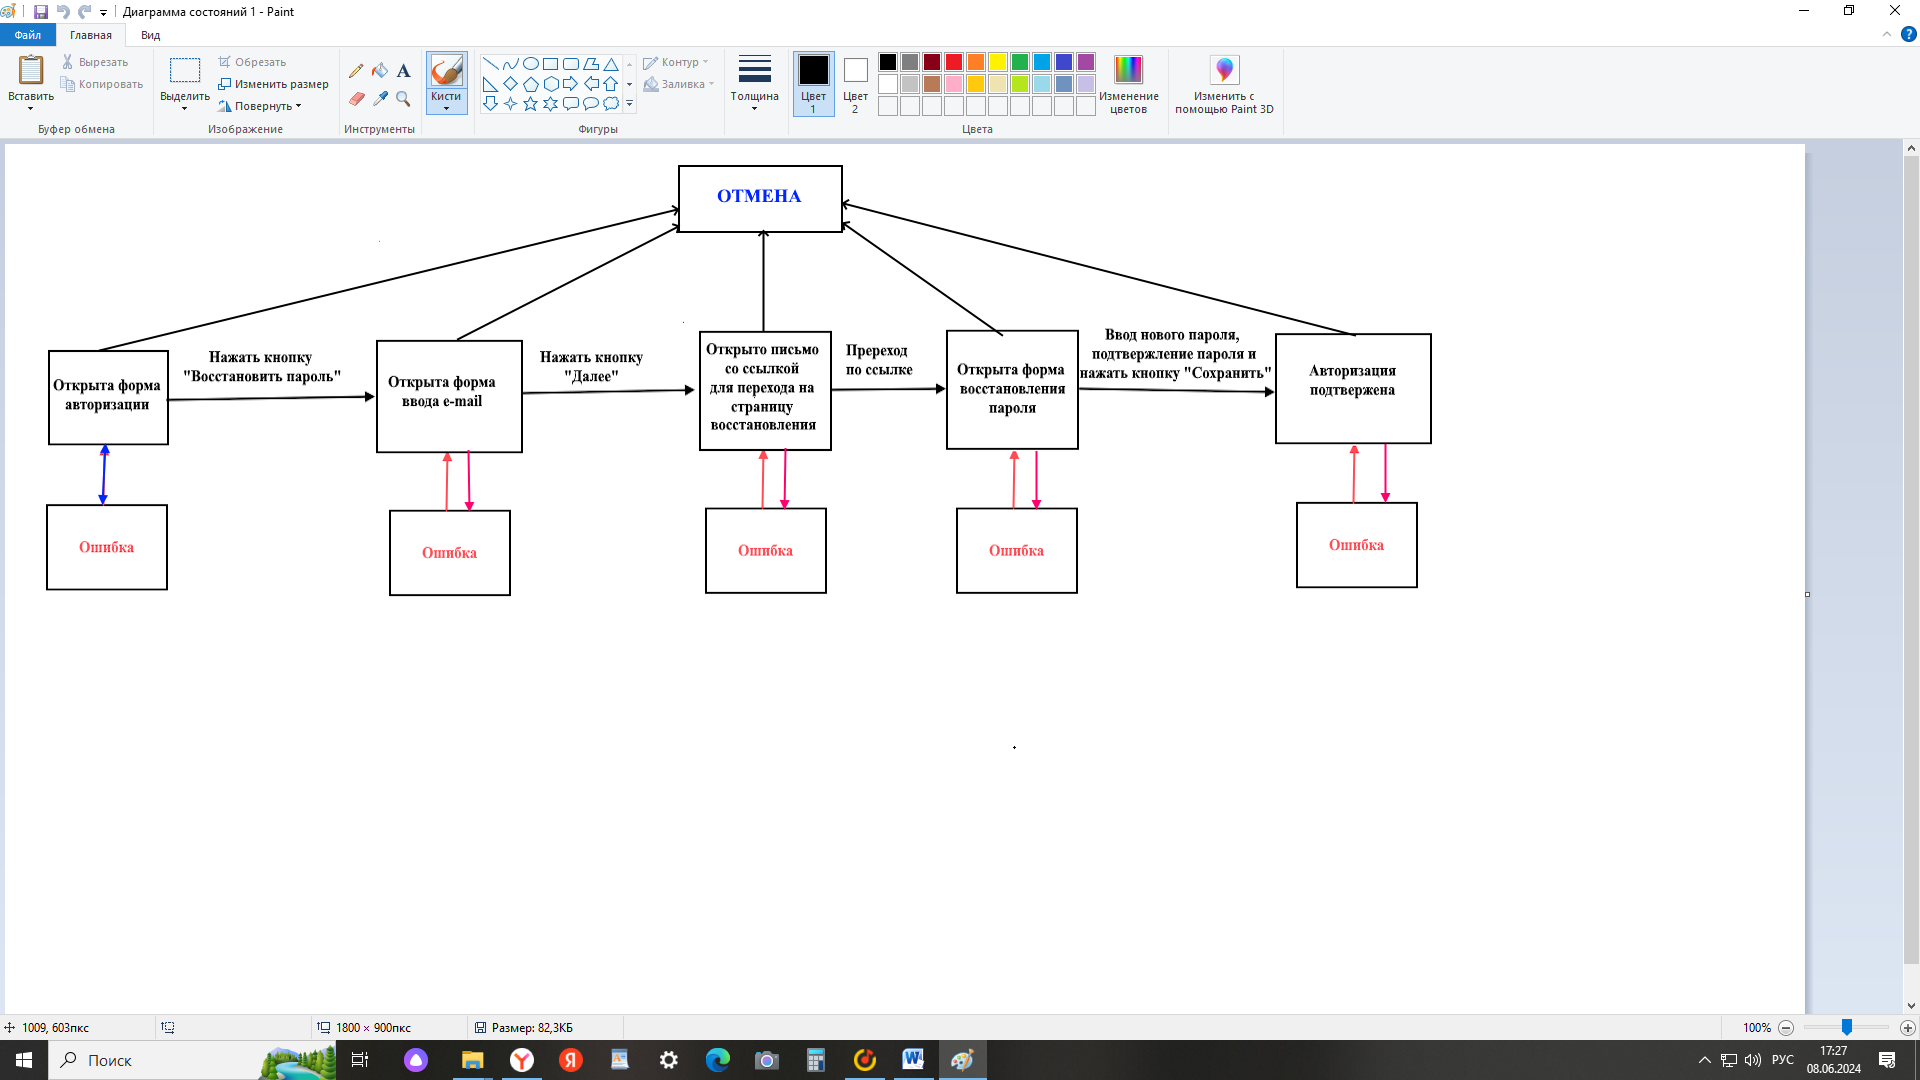 Диаграмма состояний 1 - Paint
Файл
Главная
Вид
Вставить
Вырезать
Копировать
Буфер обмена
Выделить
Обрезать
Изменить размер
Повернуть
Изображение
Инструменты
Кисти
Контур
Заливка
Фигуры
Толщина
Цвет
1
Цвет
2
Изменение
цветов
Цвета
Изменить с
помощью Paint 3D
ОТМЕНА
Открыта форма
авторизации
Нажать кнопку
"Восстановить пароль"
Открыта форма
ввода e-mail
Нажать кнопку
"Далее"
Открыто письмо
со ссылкой
для перехода на
страницу
восстановления
Пререход
по ссылке
Открыта форма
восстановления
пароля
Ввод нового пароля,
подтвержление пароля и
нажать кнопку "Сохранить"
Авторизация
подтвержена
Ошибка
Ошибка
Ошибка
Ошибка
Ошибка
1009, 603пкс
1800 × 900пкс
Размер: 82,3КБ
100%
Поиск
РУС
17:27
08.06.2024